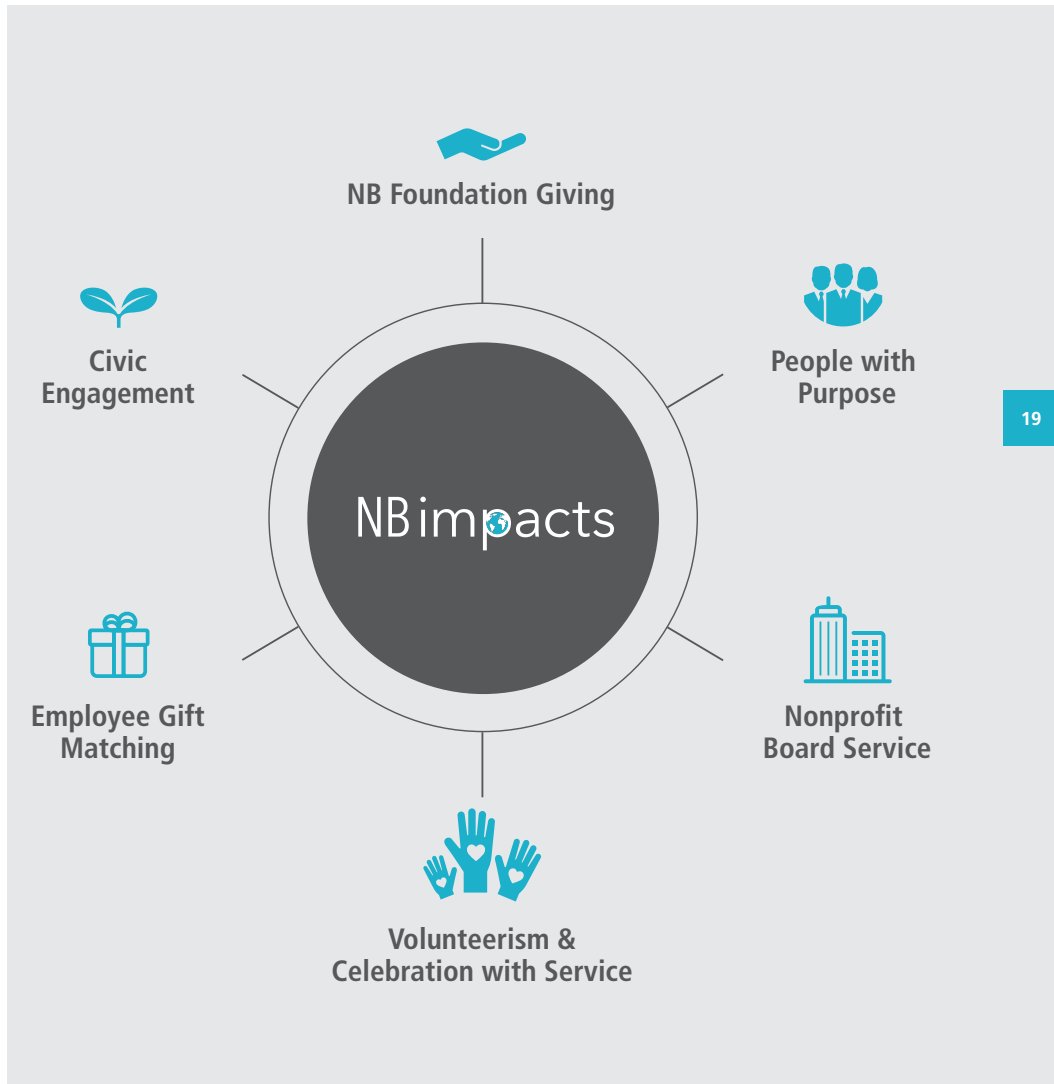 NB Foundation Giving
Civic
Engagement
People with
Purpose
19
NBimpacts
Employee Gift
Matching
Nonprofit
Board Service
Volunteerism &
Celebration with Service